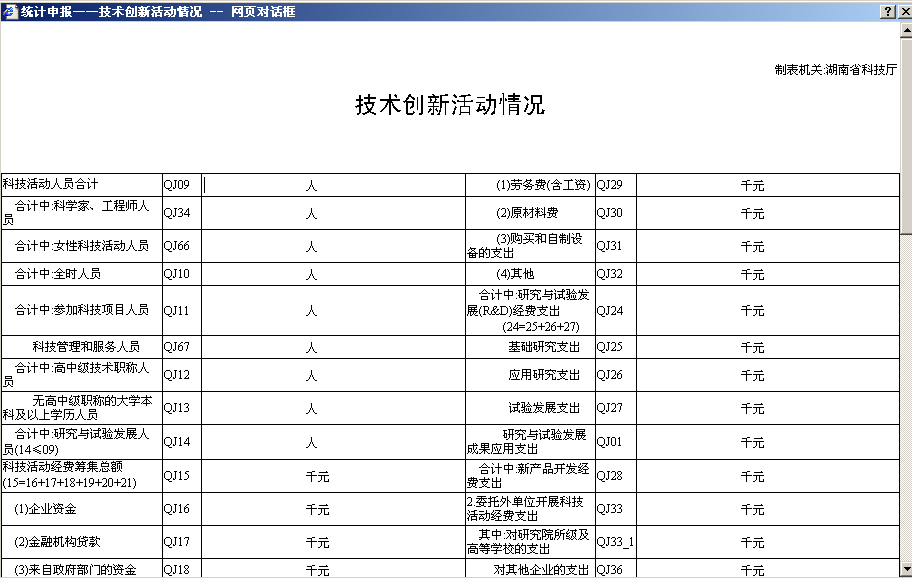 统计申报——技术创新活动情况 -- 网页对话框
制表机关:湖南省科技厅
技术创新活动情况
科技活动人员合计 QJ09 人 (1)劳务费(含工资) QJ29 千元
合计中:科学家、工程师人
员 QJ34 人 (2)原材料费 QJ30 千元
合计中:女性科技活动人员 QJ66 人 (3)购买和自制设
备的支出 QJ31 千元
合计中:全时人员 QJ10 人 (4)其他 QJ32 千元
合计中:参加科技项目人员 QJ11 人 合计中:研究与试验发
展(R&D)经费支出
(24=25+26+27) QJ24 千元
科技管理和服务人员 QJ67 人 基础研究支出 QJ25 千元
合计中:高中级技术职称人
员 QJ12 人 应用研究支出 QJ26 千元
无高中级职称的大学本
科及以上学历人员 QJ13 人 试验发展支出 QJ27 千元
合计中:研究与试验发展人
员(14≤09) QJ14 人 研究与试验发展
成果应用支出 QJ01 千元
科技活动经费筹集总额
(15=16+17+18+19+20+21) QJ15 千元 合计中:新产品开发经
费支出 QJ28 千元
(1)企业资金 QJ16 千元 2.委托外单位开展科技
活动经费支出 QJ33 千元
(2)金融机构贷款 QJ17 千元 其中:对研究院所级及
高等学校的支出 QJ33_1 千元
(3)来自政府部门的资金 QJ18 千元 对其他企业的支出 QJ36 千元